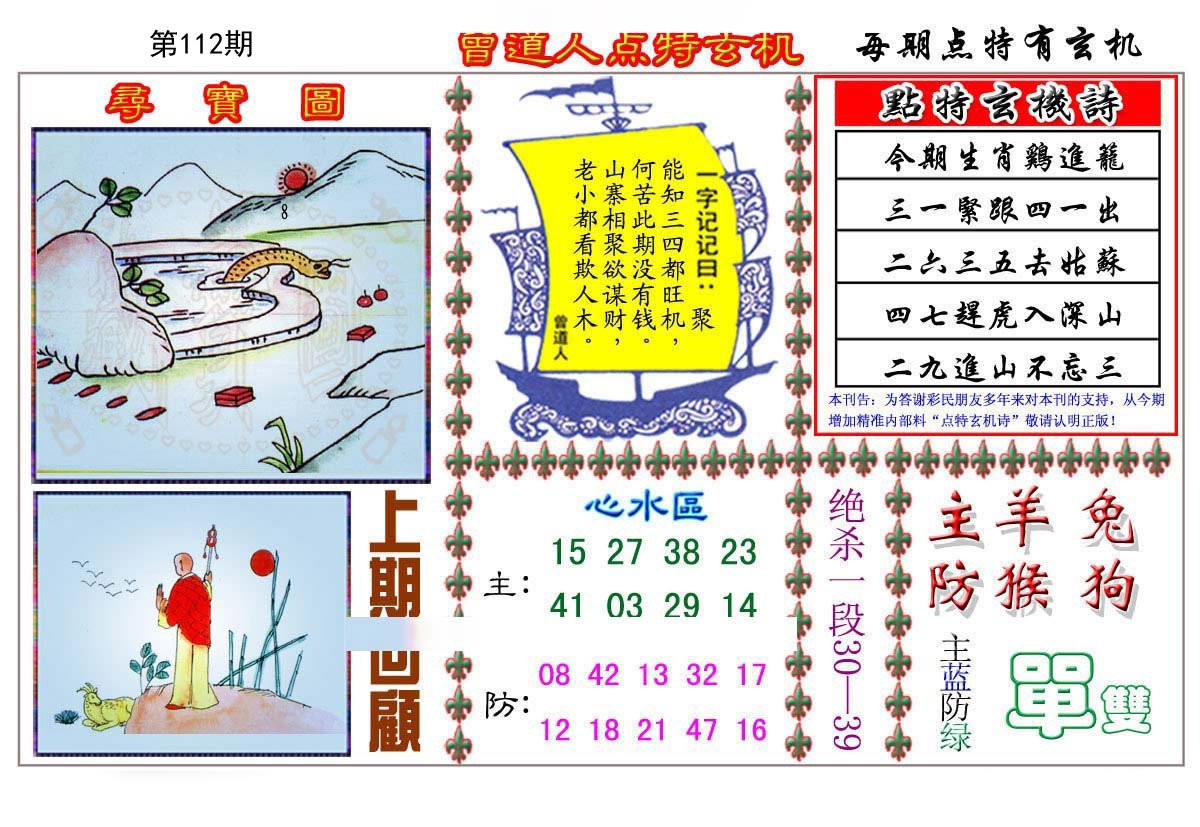 第112期
曾道人点特玄机
每期点特有玄机
尋寶圖
8
一字记记曰：聚
能知三四都旺机，
何苦此期没有钱。
山寨相聚欲谋财，
老小都看欺人木。
曾道人
點特玄機詩
今期生肖鷄進籠
三一緊跟四一出
二六三五去姑蘇
四七趕虎入深山
二九進山不忘三
本刊告：为答谢彩民朋友多年来对本刊的支持，从今期
增加精准内部料“点特玄机诗”敬请认明正版！
上期回顧
心水區
主：
15 27 38 23
41 03 29 14
防：
08 42 13 32 17
12 18 21 47 16
绝杀一段30—39
主羊兔
防猴狗
主蓝防绿
單雙